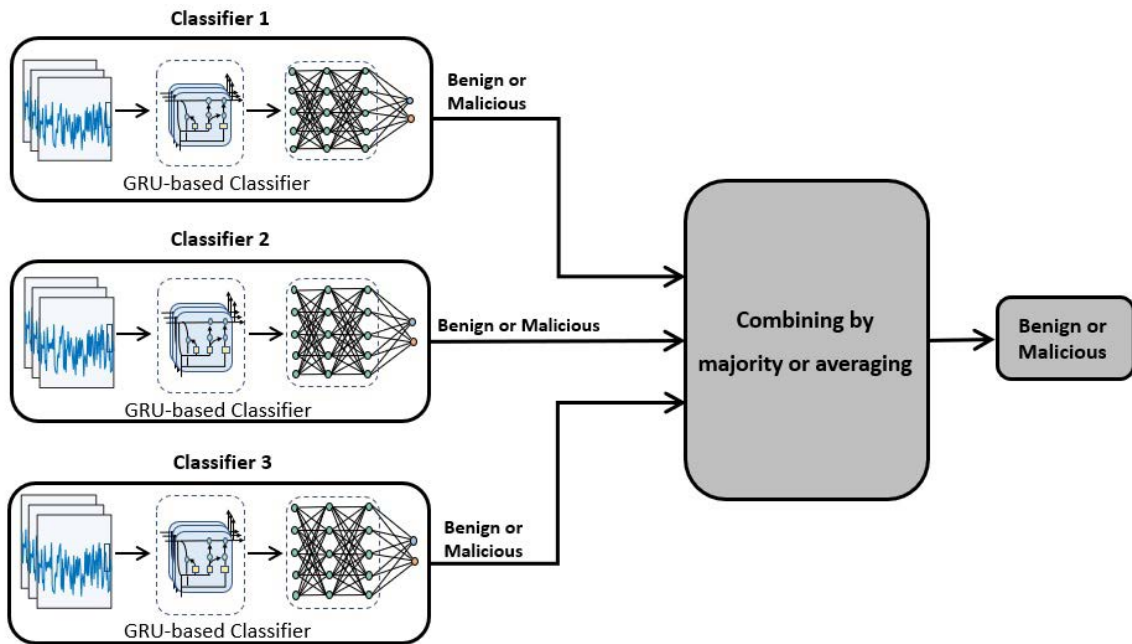 Classifier 1
GRU-based Classifier
Benign or
Malicious
Classifier 2
GRU-based Classifier
Benign or Malicious
Classifier 3
GRU-based Classifier
Benign or
Malicious
Combining by
majority or averaging
Benign or
Malicious